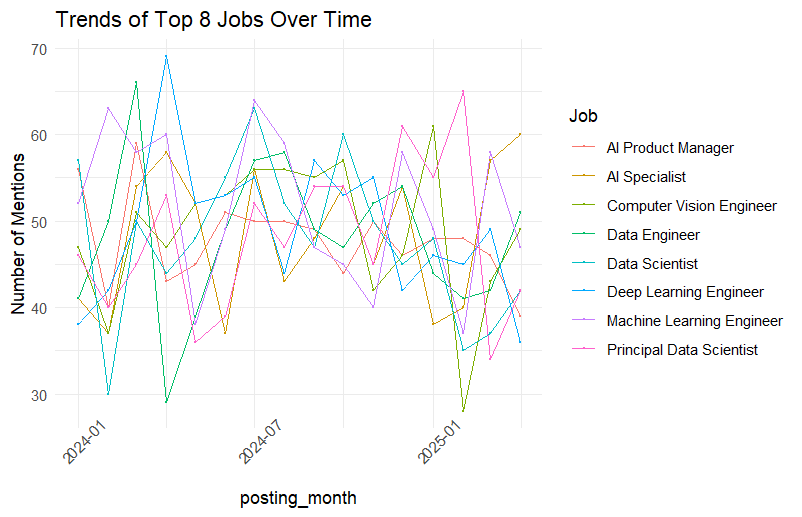 Trends of Top 8 Jobs Over Time
Number of Mentions
70
60
50
40
30
2024-01
2024-07
2025-01
posting_month
Job
AI Product Manager
AI Specialist
Computer Vision Engineer
Data Engineer
Data Scientist
Deep Learning Engineer
Machine Learning Engineer
Principal Data Scientist